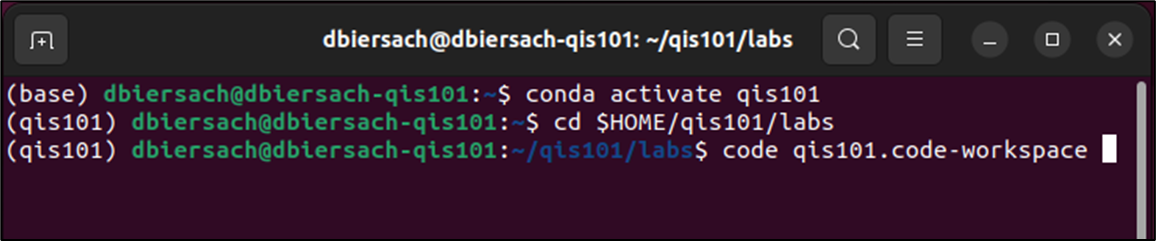 dbiersach@dbiersach-qis101: ~/qis101/labs
(base) dbiersach@dbiersach-qis101:~$ conda activate qis101
(qis101) dbiersach@dbiersach-qis101:~$ cd $HOME/qis101/labs
(qis101) dbiersach@dbiersach-qis101:~/qis101/labs$ code qis101.code-workspace